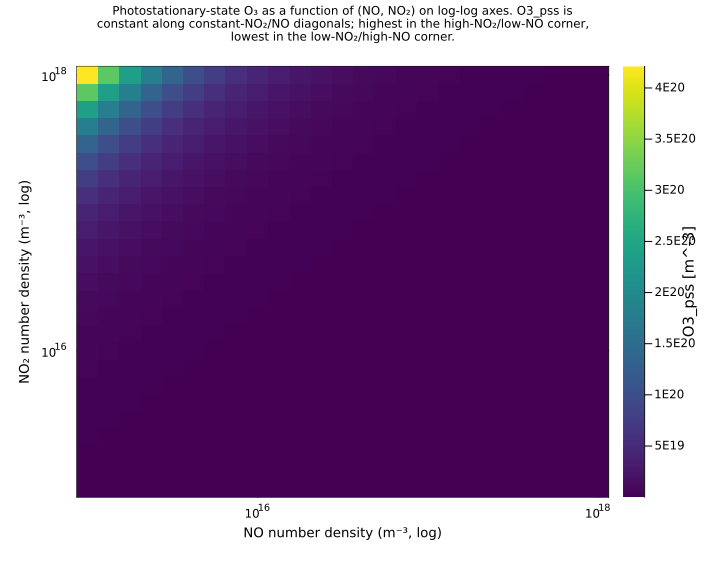 Photostationary-state O₃ as a function of (NO, NO₂) on log-log axes. O3_pss is
constant along constant-NO₂/NO diagonals; highest in the high-NO₂/low-NO corner,
lowest in the low-NO₂/high-NO corner.
10¹⁸
10¹⁶
NO₂ number density (m⁻³, log)
10¹⁶
10¹⁸
NO number density (m⁻³, log)
4E20
3.5E20
3E20
2.5E20
2E20
1.5E20
1E20
5E19
O3_pss [m^-3]